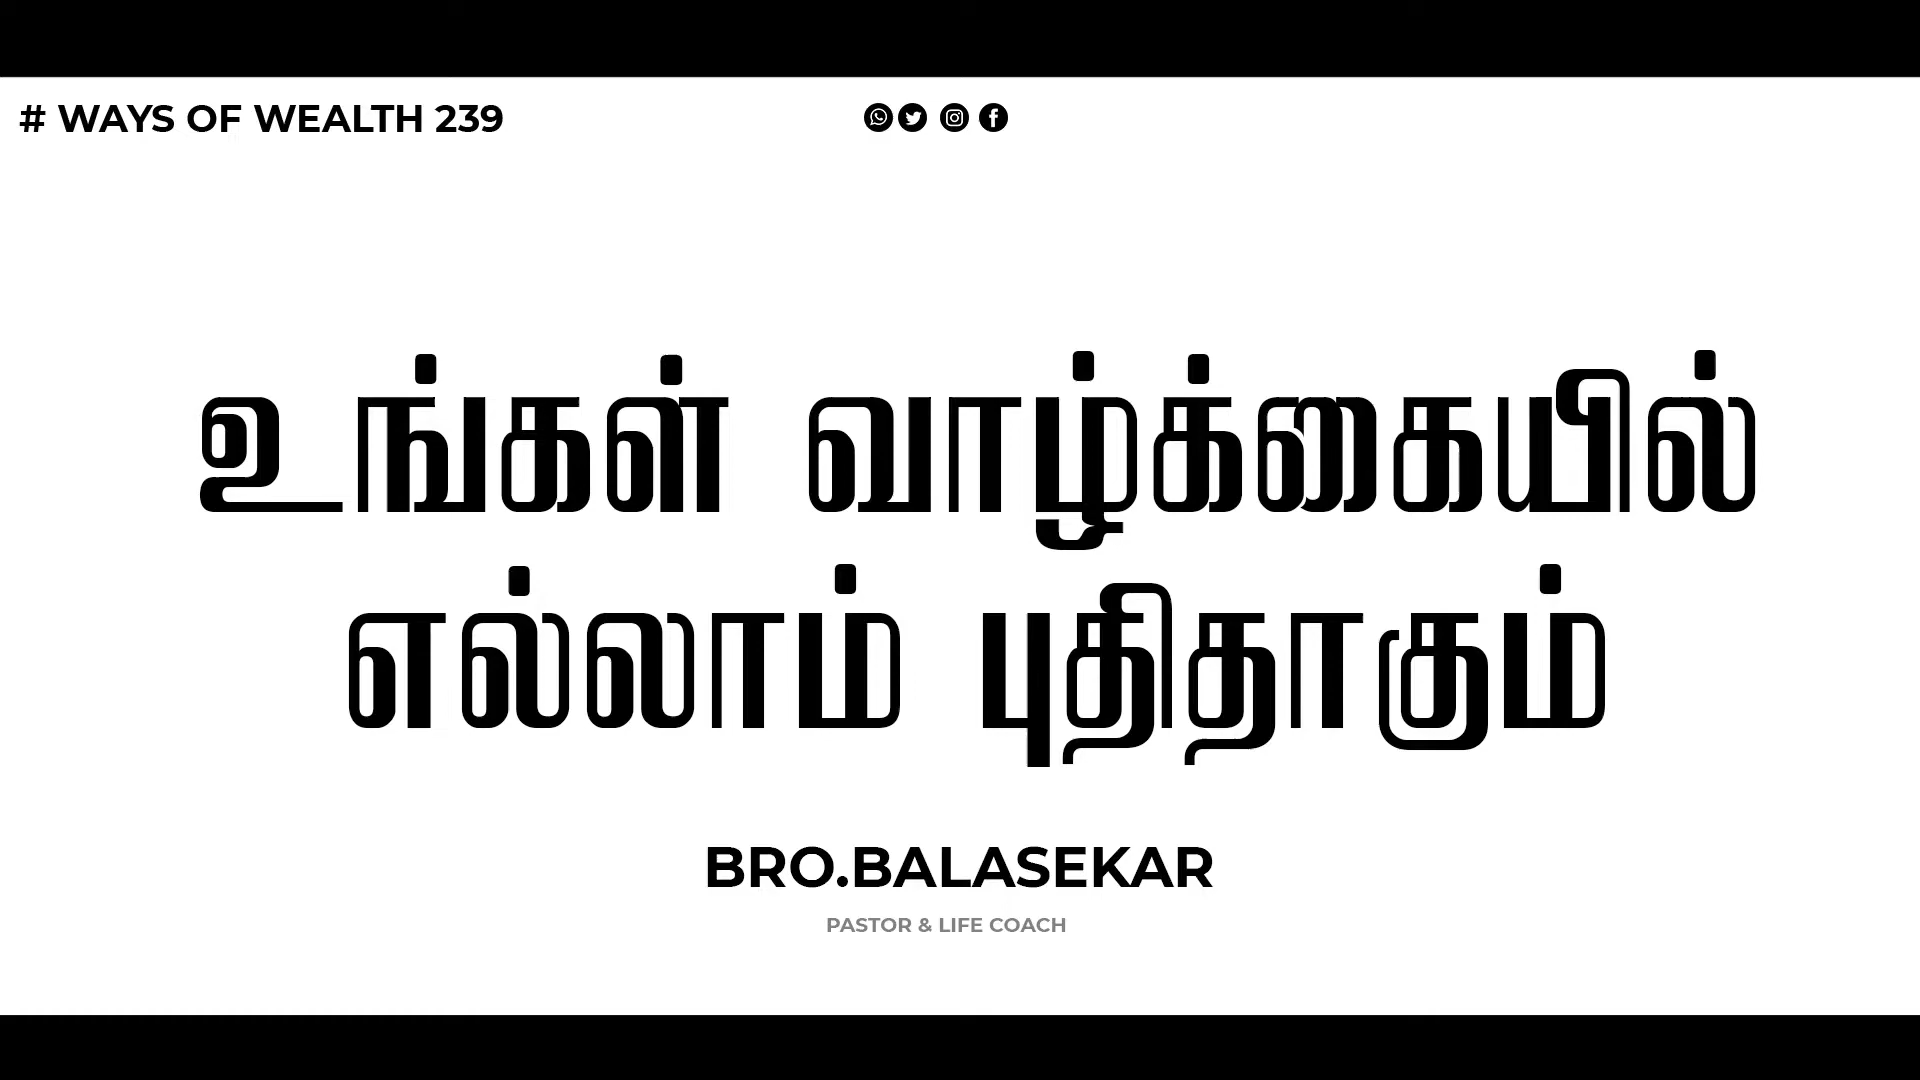 # WAYS OF WEALTH 239
உங்கள் வாழ்க்கையில்
எல்லாம் புதிதாகும்
BRO.BALASEKAR
PASTOR & LIFE COACH